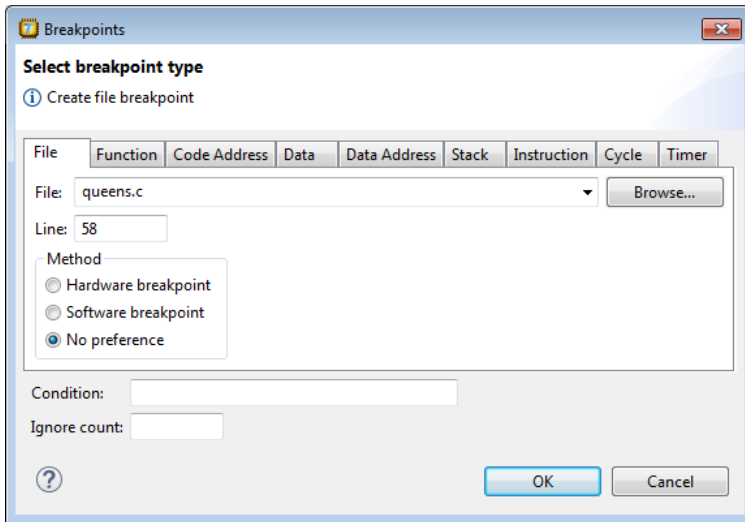 Breakpoints
Select breakpoint type
Create file breakpoint
File Function Code Address Data Data Address Stack Instruction Cycle Timer
File: queens.c Browse...
Line: 58
Method
Hardware breakpoint
Software breakpoint
No preference
Condition:
Ignore count:
OK Cancel